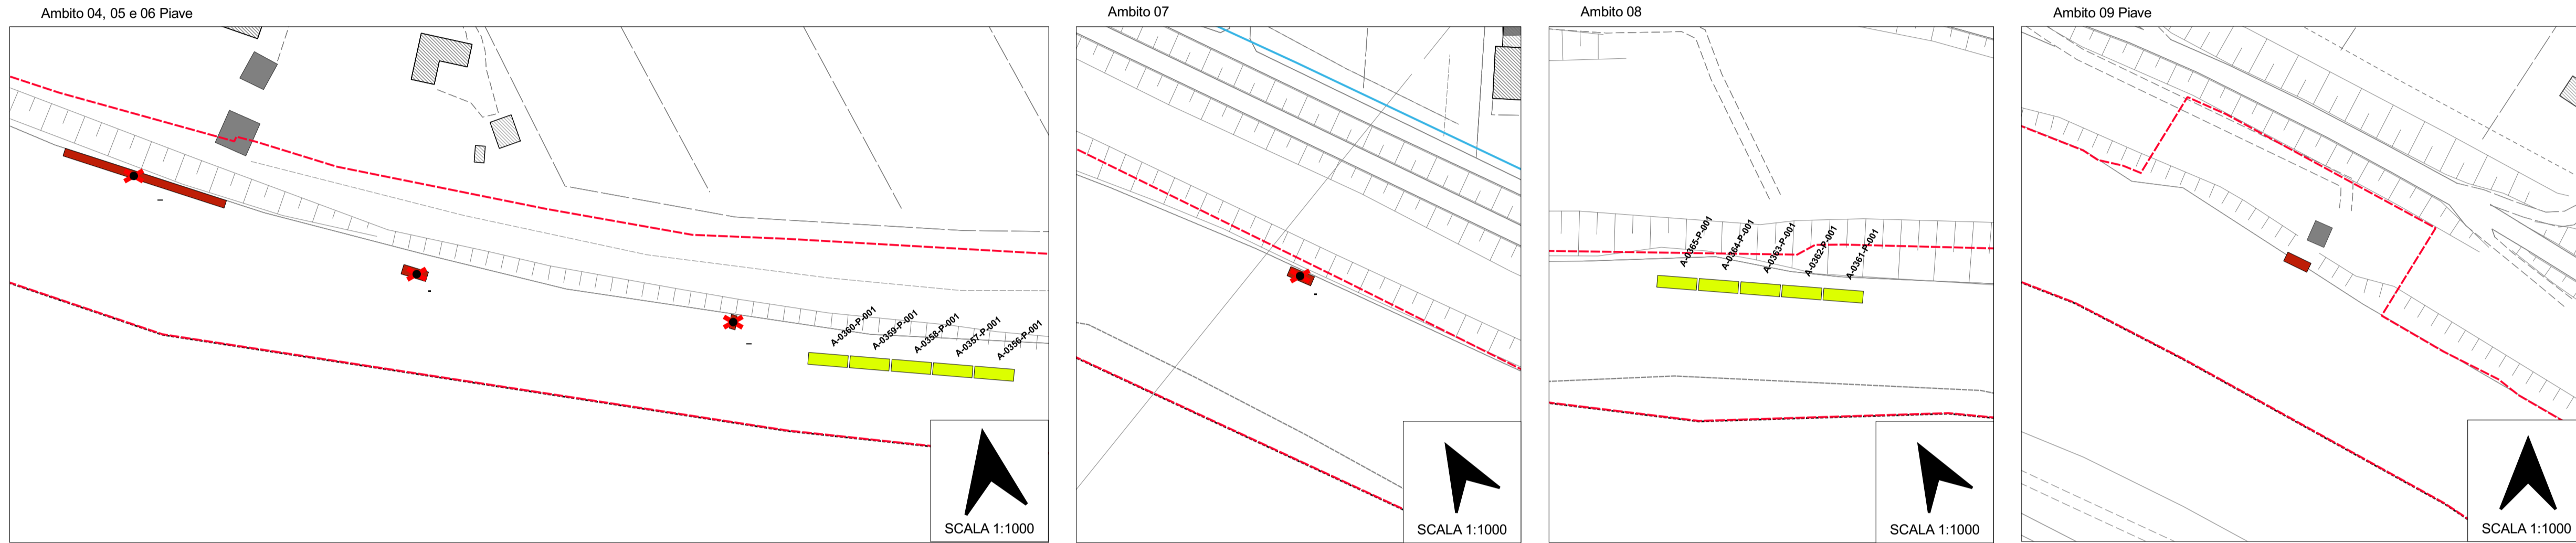 Ambito 04, 05 e 06 Piave
A-0360-P-001
A-0359-P-001
A-0358-P-001
A-0357-P-001
A-0356-P-001
SCALA 1:1000
Ambito 07
SCALA 1:1000
Ambito 08
A-0365-P-001
A-0364-P-001
A-0363-P-001
A-0362-P-001
A-0361-P-001
SCALA 1:1000
Ambito 09 Piave
SCALA 1:1000